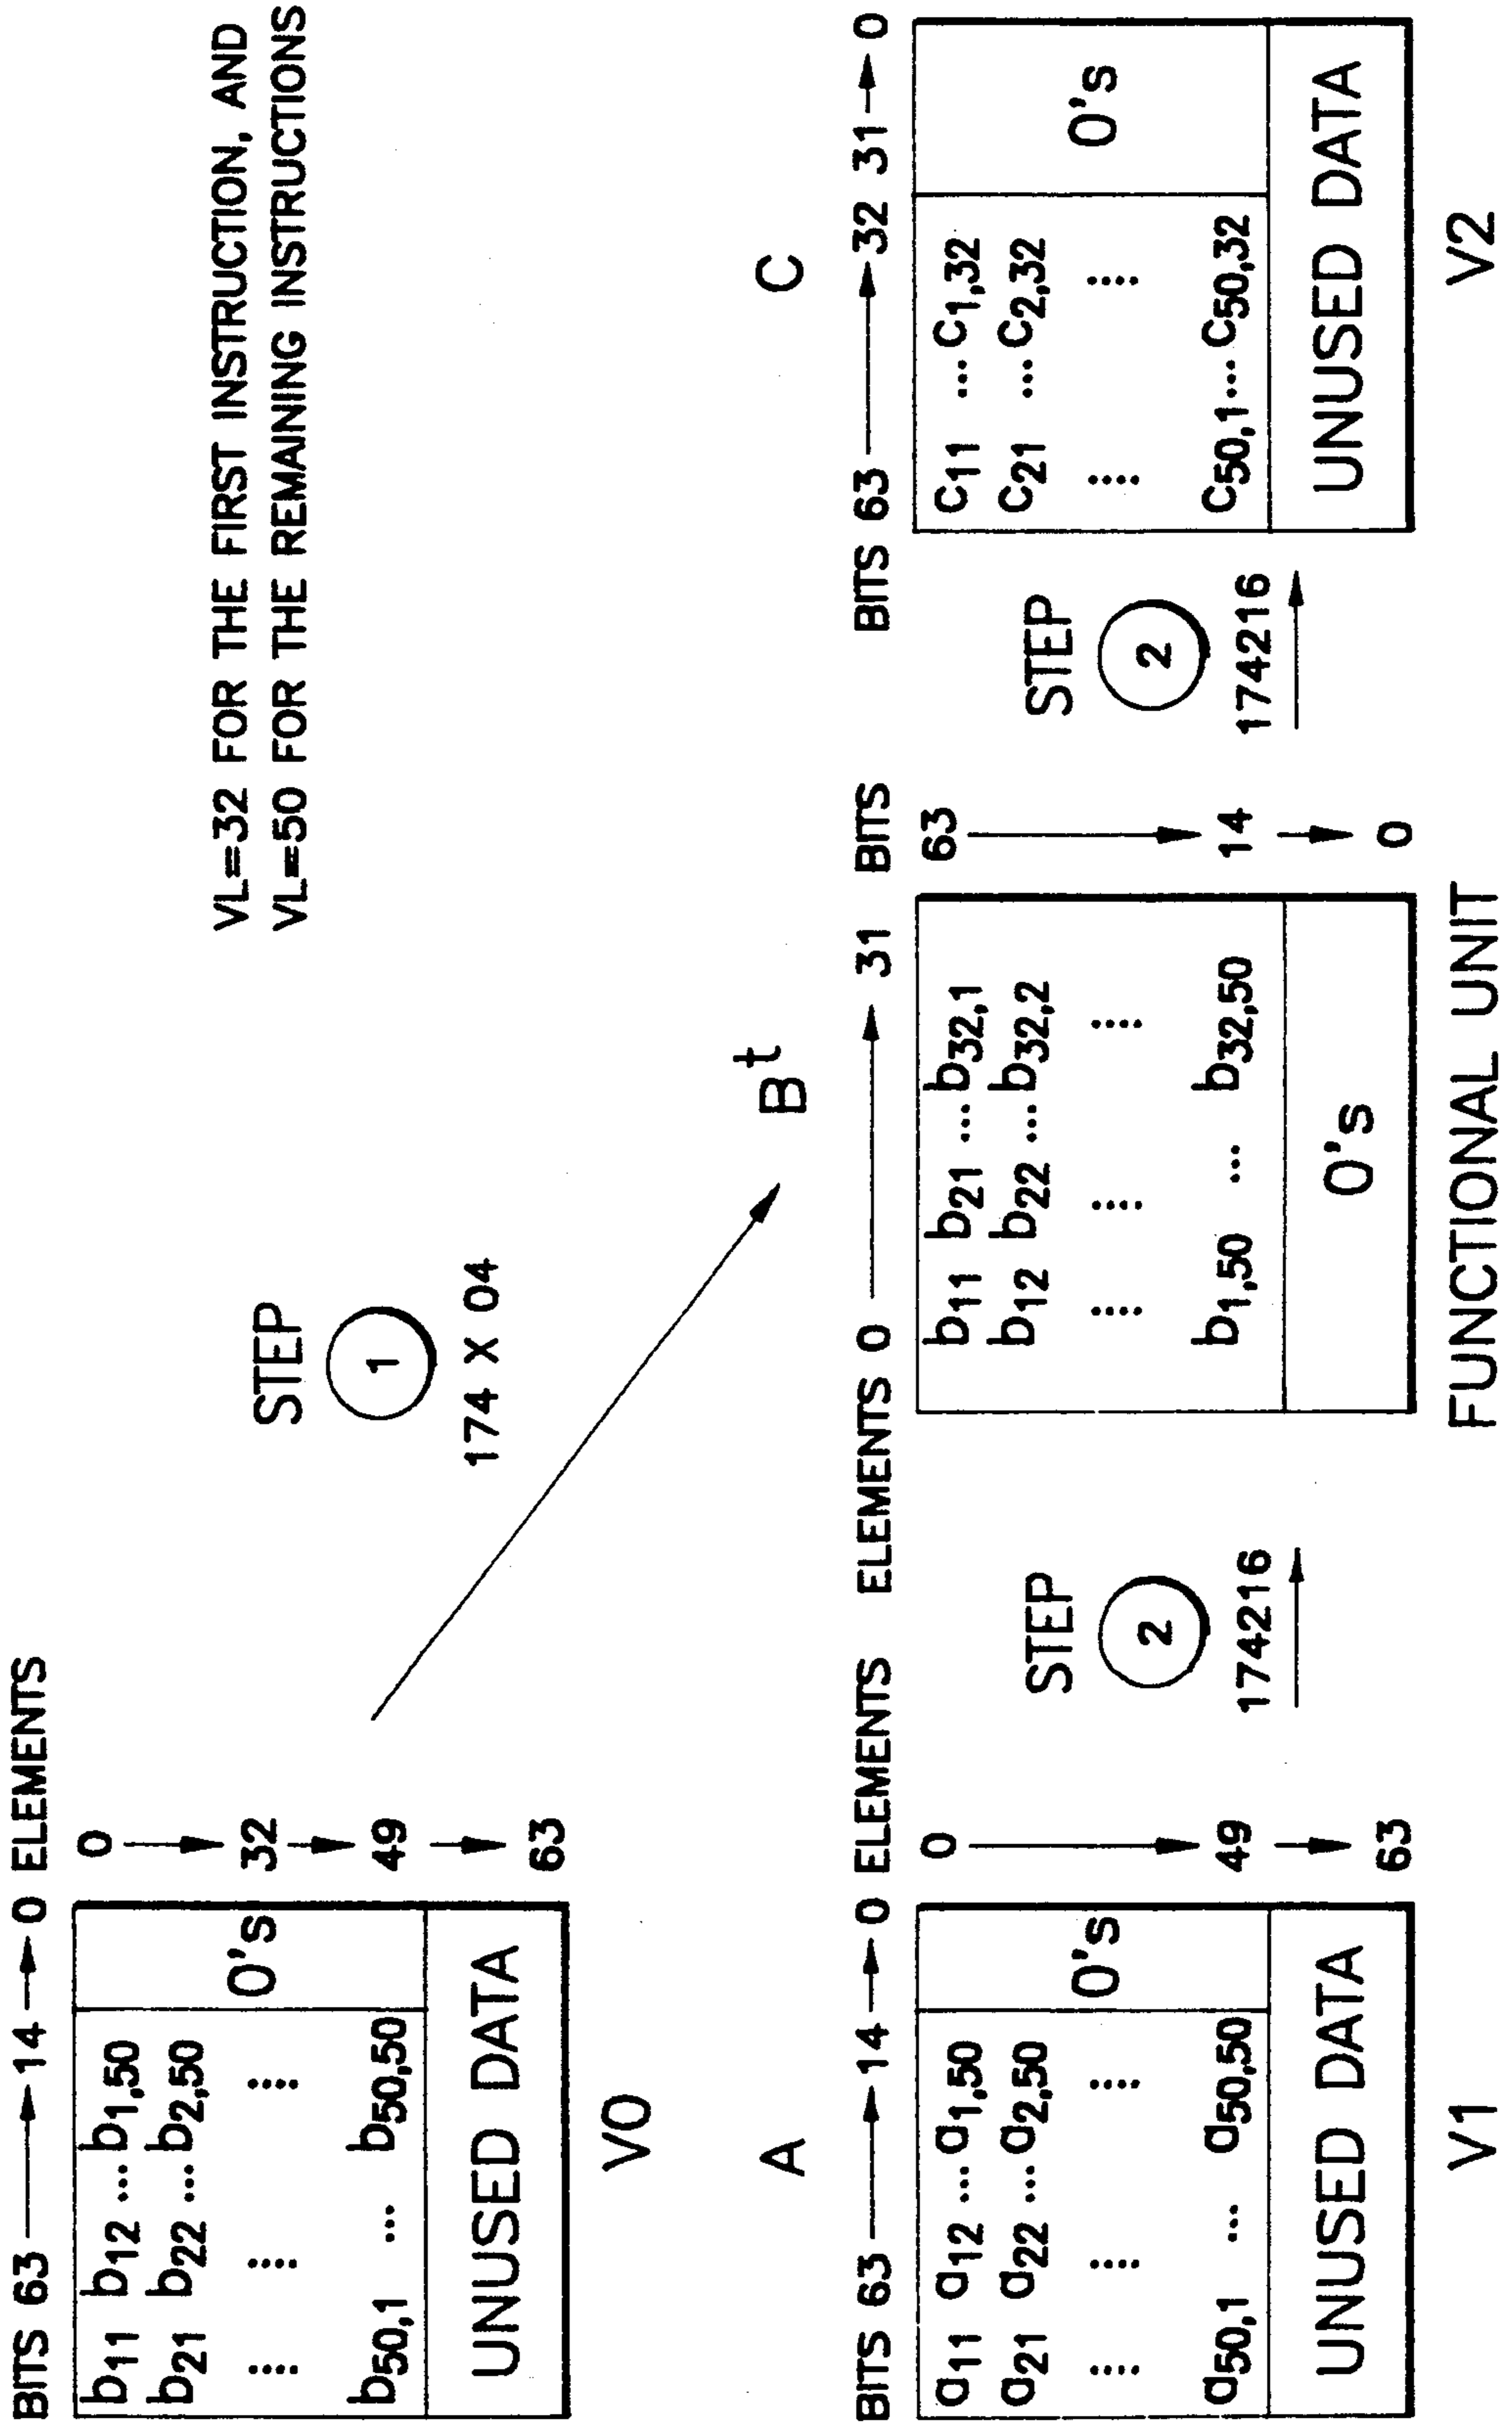 VL=32 FOR THE FIRST INSTRUCTION, AND
VL=50 FOR THE REMAINING INSTRUCTIONS
BITS 63 14 0 ELEMENTS
b11 b12 ... b1,50
b21 b22 ... b2,50
.... .... ....
b50,1 ... b50,50
0's
UNUSED DATA
0
32
49
63
V0
STEP
1
174 X 04
A
BITS 63 14 0 ELEMENTS
a11 a12 ... a1,50
a21 a22 ... a2,50
.... .... ....
a50,1 ... a50,50
0's
UNUSED DATA
0
49
63
V1
STEP
2
174216
Bt
ELEMENTS 0 31 BITS
b11 b21 ... b32,1
b12 b22 ... b32,2
.... .... ....
b1,50 ... b32,50
0's
63
14
0
FUNCTIONAL UNIT
STEP
2
174216
C
BITS 63 32 31 0
c11 ... c1,32
c21 ... c2,32
.... ....
c50,1 ... c50,32
0's
UNUSED DATA
V2